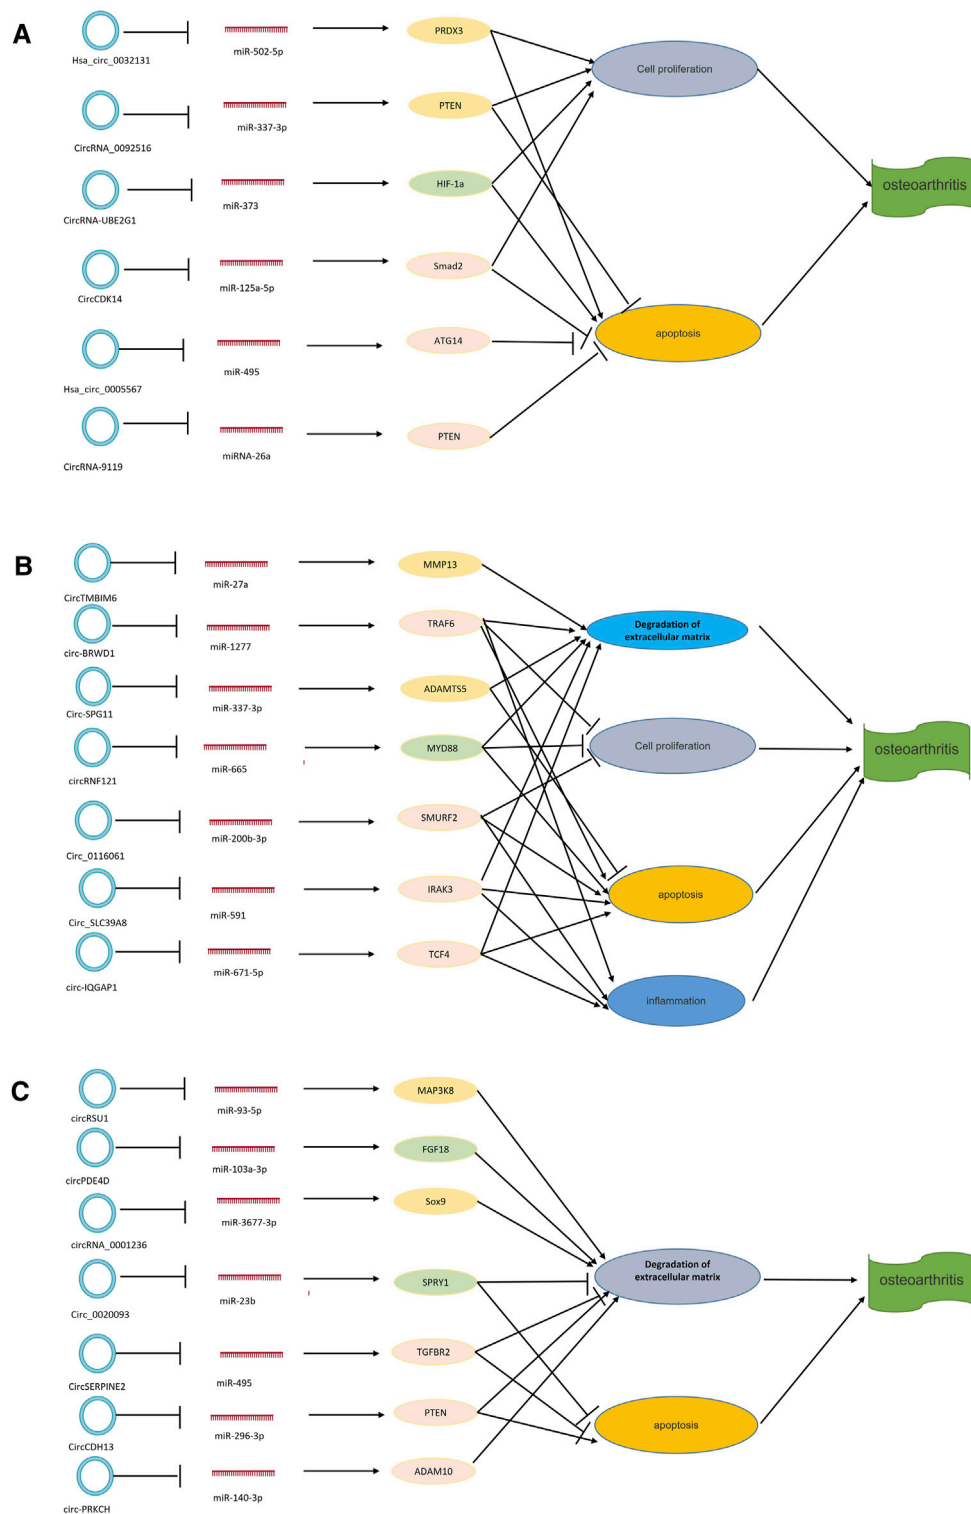 A
Hsa_circ_0032131
miR-502-5p
PRDX3
Cell proliferation
CircRNA_0092516
miR-337-3p
PTEN
CircRNA-UBE2G1
miR-373
HIF-1a
osteoarthritis
CircCDK14
miR-125a-5p
Smad2
Hsa_circ_0005567
miR-495
ATG14
apoptosis
CircRNA-9119
miRNA-26a
PTEN
B
CircTMBIM6
miR-27a
MMP13
circ-BRWD1
miR-1277
TRAF6
Degradation of
extracellular matrix
Circ-SPG11
miR-337-3p
ADAMTS5
circRNF121
miR-665
MYD88
Cell proliferation
osteoarthritis
Circ_0116061
miR-200b-3p
SMURF2
Circ_SLC39A8
miR-591
IRAK3
apoptosis
circ-IQGAP1
miR-671-5p
TCF4
inflammation
C
circRSU1
miR-93-5p
MAP3K8
circPDE4D
miR-103a-3p
FGF18
circRNA_0001236
miR-3677-3p
Sox9
Circ_0020093
miR-23b
SPRY1
Degradation of
extracellular matrix
osteoarthritis
CircSERPINE2
miR-495
TGFBR2
CircCDH13
miR-296-3p
PTEN
apoptosis
circ-PRKCH
miR-140-3p
ADAM10